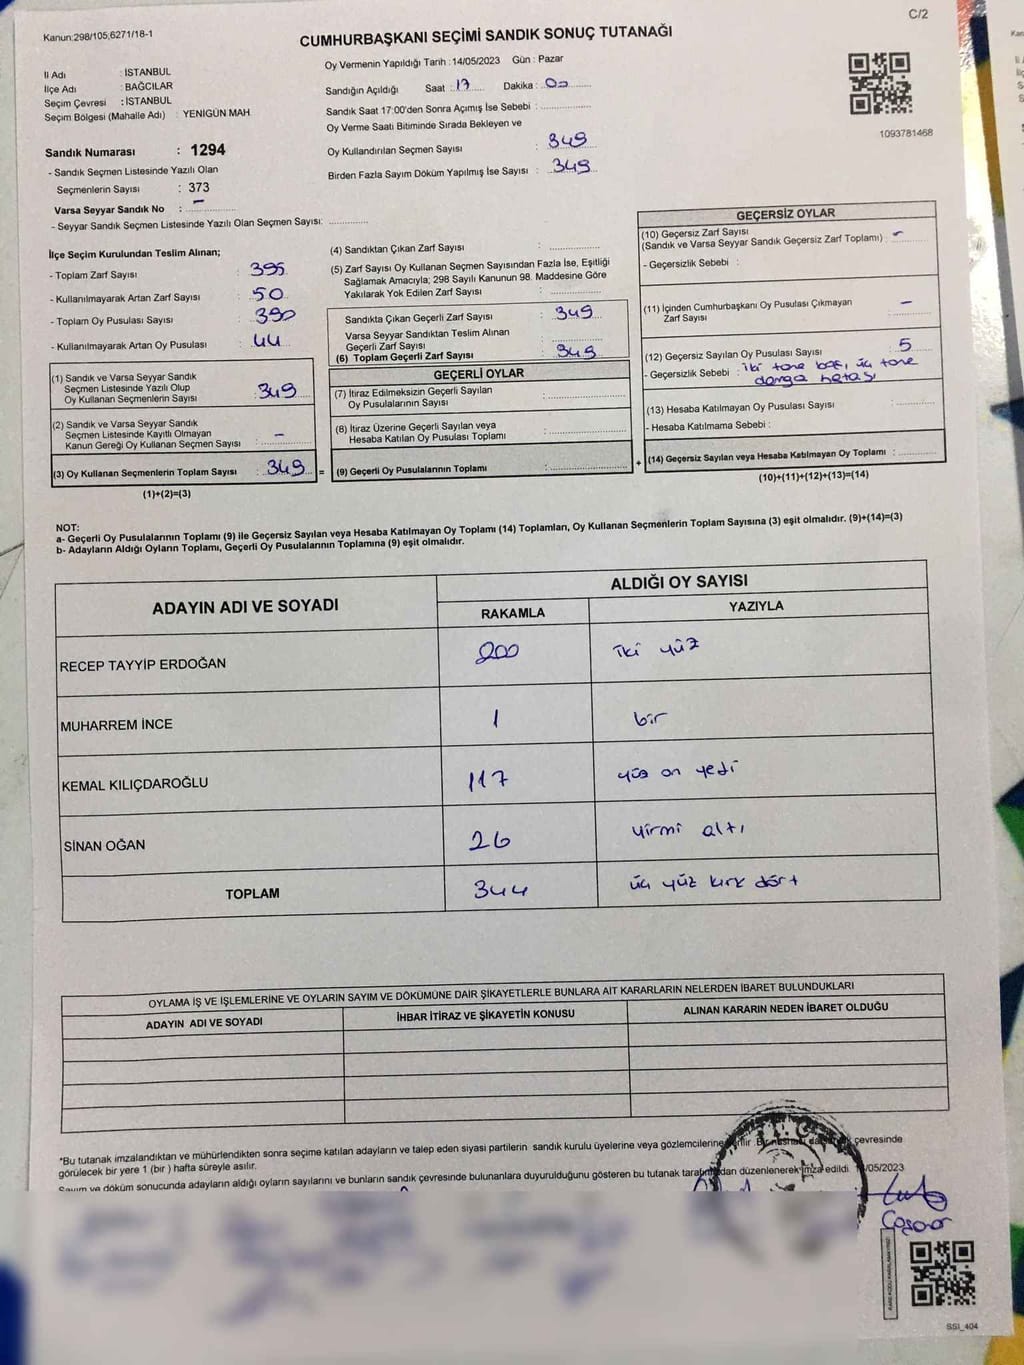 C/2
Kanun:298/105,6271/18-1
CUMHURBAŞKANI SEÇİMİ SANDIK SONUÇ TUTANAĞI
İl Adı : İSTANBUL
İlçe Adı : BAĞCILAR
Seçim Çevresi : İSTANBUL
Seçim Bölgesi (Mahalle Adı) : YENİGÜN MAH
Oy Vermenin Yapıldığı Tarih :14/05/2023 Gün : Pazar
Sandığın Açıldığı Saat : 17 Dakika : 00
Sandık Saat 17:00'den Sonra Açımış İse Sebebi :
Oy Verme Saati Bitiminde Sırada Bekleyen ve
Oy Kullandırılan Seçmen Sayısı : 349
Birden Fazla Sayım Döküm Yapılmış İse Sayısı : 349
1093781468
Sandık Numarası : 1294
- Sandık Seçmen Listesinde Yazılı Olan
Seçmenlerin Sayısı : 373
Varsa Seyyar Sandık No : -
- Seyyar Sandık Seçmen Listesinde Yazılı Olan Seçmen Sayısı:
İlçe Seçim Kurulundan Teslim Alınan;
- Toplam Zarf Sayısı : 395
- Kullanılmayarak Artan Zarf Sayısı : 50
- Toplam Oy Pusulası Sayısı : 390
- Kullanılmayarak Artan Oy Pusulası : 44
(1) Sandık ve Varsa Seyyar Sandık
Seçmen Listesinde Yazılı Olup
Oy Kullanan Seçmenlerin Sayısı : 349
(2) Sandık ve Varsa Seyyar Sandık
Seçmen Listesinde Kayıtlı Olmayan
Kanun Gereği Oy Kullanan Seçmen Sayısı : -
(3) Oy Kullanan Seçmenlerin Toplam Sayısı : 349 =
(1)+(2)=(3)
(4) Sandıktan Çıkan Zarf Sayısı :
(5) Zarf Sayısı Oy Kullanan Seçmen Sayısından Fazla İse, Eşitliği
Sağlamak Amacıyla; 298 Sayılı Kanunun 98. Maddesine Göre
Yakılarak Yok Edilen Zarf Sayısı :
Sandıkta Çıkan Geçerli Zarf Sayısı : 349
Varsa Seyyar Sandıktan Teslim Alınan
Geçerli Zarf Sayısı :
(6) Toplam Geçerli Zarf Sayısı : 349
GEÇERLİ OYLAR
(7) İtiraz Edilmeksizin Geçerli Sayılan
Oy Pusulalarının Sayısı :
(8) İtiraz Üzerine Geçerli Sayılan veya
Hesaba Katılan Oy Pusulası Toplamı :
(9) Geçerli Oy Pusulalarının Toplamı : +
GEÇERSİZ OYLAR
(10) Geçersiz Zarf Sayısı
(Sandık ve Varsa Seyyar Sandık Geçersiz Zarf Toplamı) : -
- Geçersizlik Sebebi :
(11) İçinden Cumhurbaşkanı Oy Pusulası Çıkmayan
Zarf Sayısı : -
(12) Geçersiz Sayılan Oy Pusulası Sayısı : 5
- Geçersizlik Sebebi : iki tane boş, üç tane
damga hatası
(13) Hesaba Katılmayan Oy Pusulası Sayısı :
- Hesaba Katılmama Sebebi :
(14) Geçersiz Sayılan veya Hesaba Katılmayan Oy Toplamı :
(10)+(11)+(12)+(13)=(14)
NOT:
a- Geçerli Oy Pusulalarının Toplamı (9) ile Geçersiz Sayılan veya Hesaba Katılmayan Oy Toplamı (14) Toplamları, Oy Kullanan Seçmenlerin Toplam Sayısına (3) eşit olmalıdır. (9)+(14)=(3)
b- Adayların Aldığı Oyların Toplamı, Geçerli Oy Pusulalarının Toplamına (9) eşit olmalıdır.
ADAYIN ADI VE SOYADI
ALDIĞI OY SAYISI
RAKAMLA YAZIYLA
RECEP TAYYİP ERDOĞAN 200 iki yüz
MUHARREM İNCE 1 bir
KEMAL KILIÇDAROĞLU 117 yüz on yedi
SİNAN OĞAN 26 yirmi altı
TOPLAM 344 üç yüz kırk dört
OYLAMA İŞ VE İŞLEMLERİNE VE OYLARIN SAYIM VE DÖKÜMÜNE DAİR ŞİKAYETLERLE BUNLARA AİT KARARLARIN NELERDEN İBARET BULUNDUKLARI
ADAYIN ADI VE SOYADI İHBAR İTİRAZ VE ŞİKAYETİN KONUSU ALINAN KARARIN NEDEN İBARET OLDUĞU
*Bu tutanak imzalandıktan ve mühürlendikten sonra seçime katılan adayların ve talep eden siyasi partilerin sandık kurulu üyelerine veya gözlemcilerine verilir. Bir nüshası da çevresinde
görülecek bir yere 1 (bir) hafta süreyle asılır.
Sayım ve döküm sonucunda adayların aldığı oyların sayılarını ve bunların sandık çevresinde bulunanlara duyurulduğunu gösteren bu tutanak tarafından düzenlenerek imza edildi. /05/2023
SSI_404